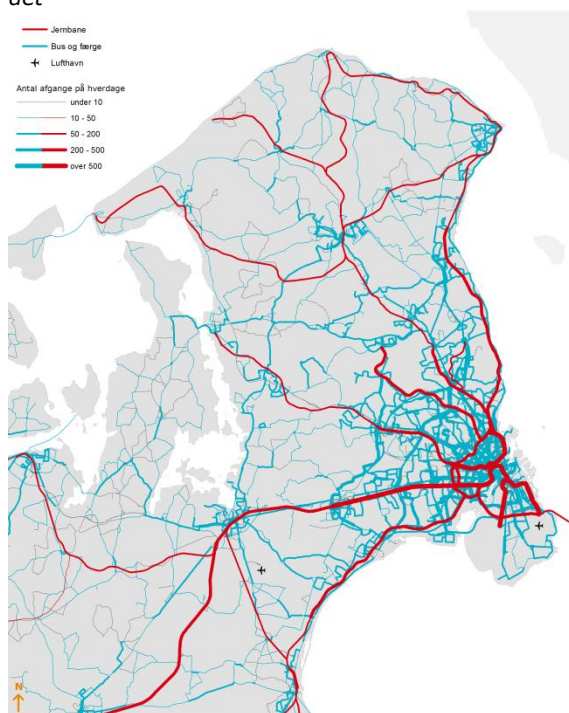 Jernbane
Bus og færge
Lufthavn
Antal afgange på hverdage
under 10
10 - 50
50 - 200
200 - 500
over 500
N